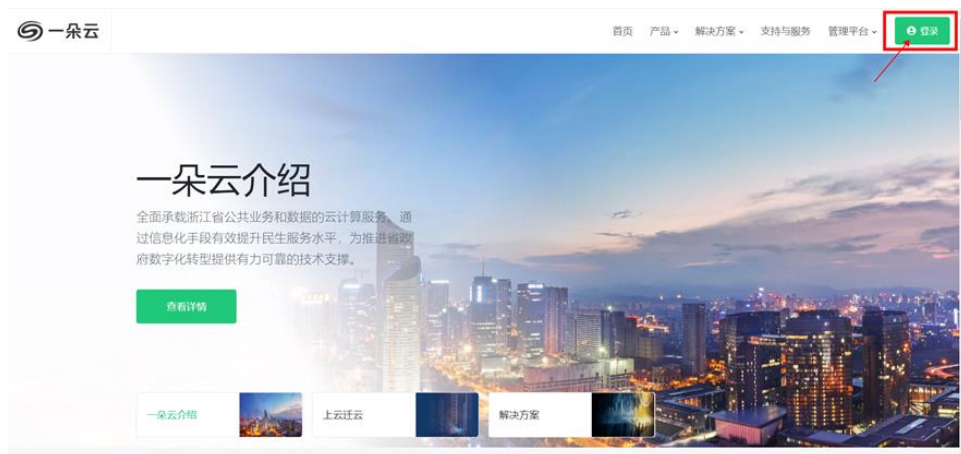 一朵云
首页 产品 解决方案 支持与服务 管理平台 登录
一朵云介绍
全面承载浙江省公共业务和数据的云计算服务。通
过信息化手段有效提升民生服务水平，为推进省政
府数字化转型提供有力可靠的技术支撑。
查看详情
一朵云介绍 上云迁云 解决方案